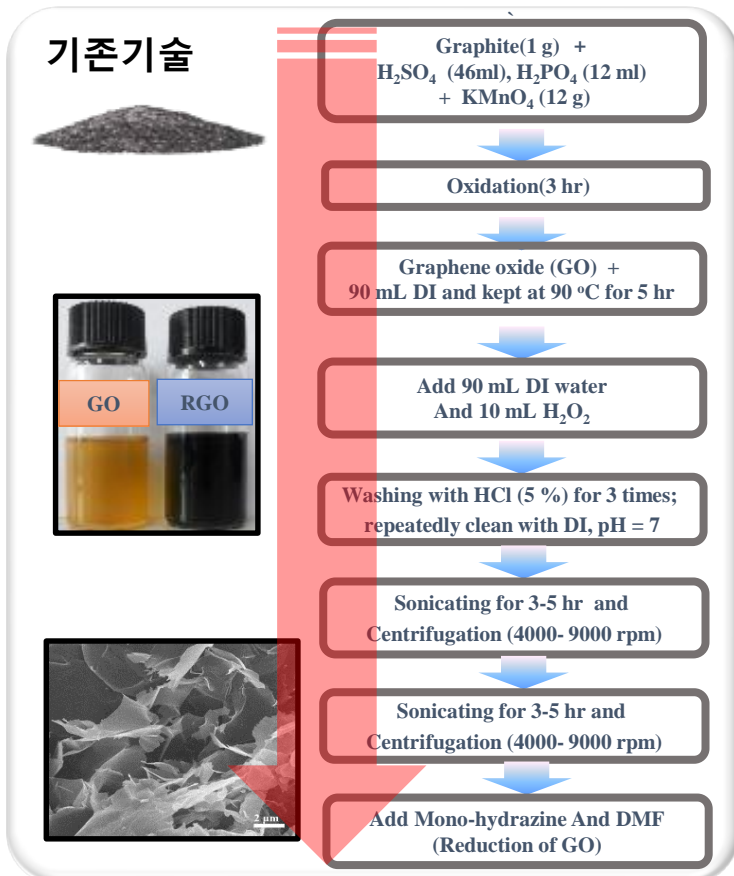 `
기존기술
Graphite(1 g) +
H₂SO₄ (46ml), H₂PO₄ (12 ml)
+ KMnO₄ (12 g)
Oxidation(3 hr)
Graphene oxide (GO) +
90 mL DI and kept at 90 °C for 5 hr
GO
RGO
Add 90 mL DI water
And 10 mL H₂O₂
Washing with HCl (5 %) for 3 times;
repeatedly clean with DI, pH = 7
Sonicating for 3-5 hr and
Centrifugation (4000- 9000 rpm)
Sonicating for 3-5 hr and
Centrifugation (4000- 9000 rpm)
2 μm
Add Mono-hydrazine And DMF
(Reduction of GO)